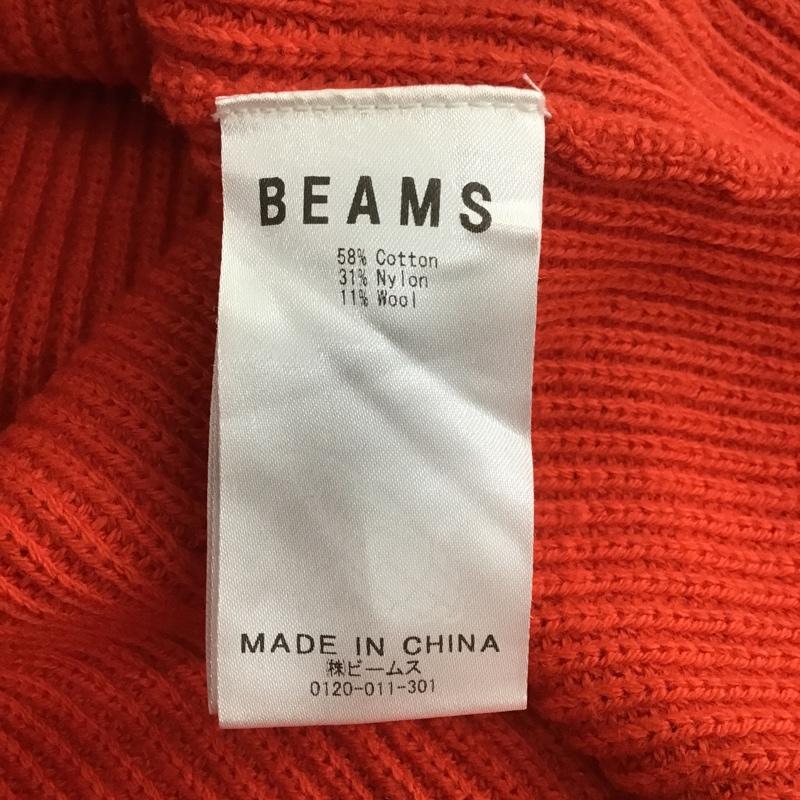 BEAMS
58% Cotton
31% Nylon
11% Wool
MADE IN CHINA
㈱ビームス
0120-011-301